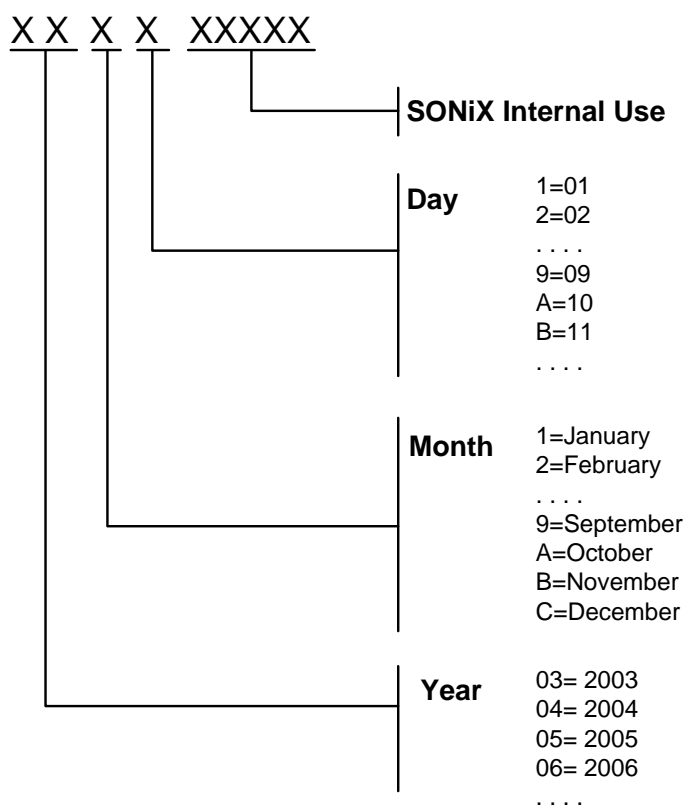 X X X X XXXXX
SONiX Internal Use
Day
1=01
2=02
. . . .
9=09
A=10
B=11
. . . .
Month
1=January
2=February
. . . .
9=September
A=October
B=November
C=December
Year
03= 2003
04= 2004
05= 2005
06= 2006
. . . .